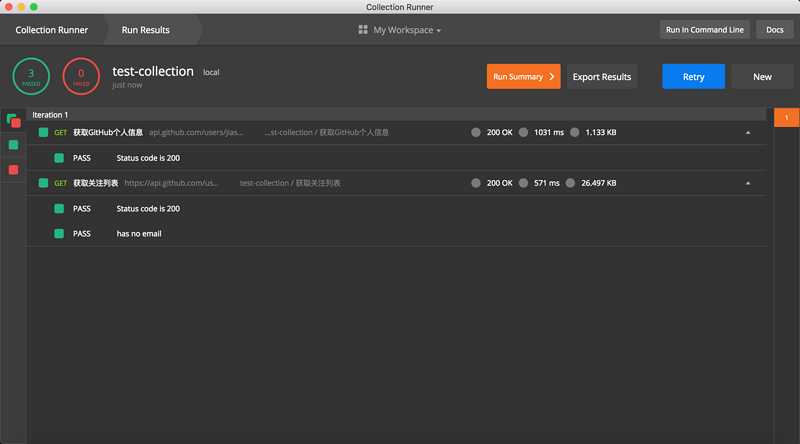 Collection Runner
Collection Runner Run Results My Workspace Run In Command Line Docs
3 PASSED 0 FAILED test-collection local Run Summary Export Results Retry New
just now
Iteration 1 1
GET 获取GitHub个人信息 api.github.com/users/jias... ...st-collection / 获取GitHub个人信息 200 OK 1031 ms 1.133 KB
PASS Status code is 200
GET 获取关注列表 https://api.github.com/us... test-collection / 获取关注列表 200 OK 571 ms 26.497 KB
PASS Status code is 200
PASS has no email